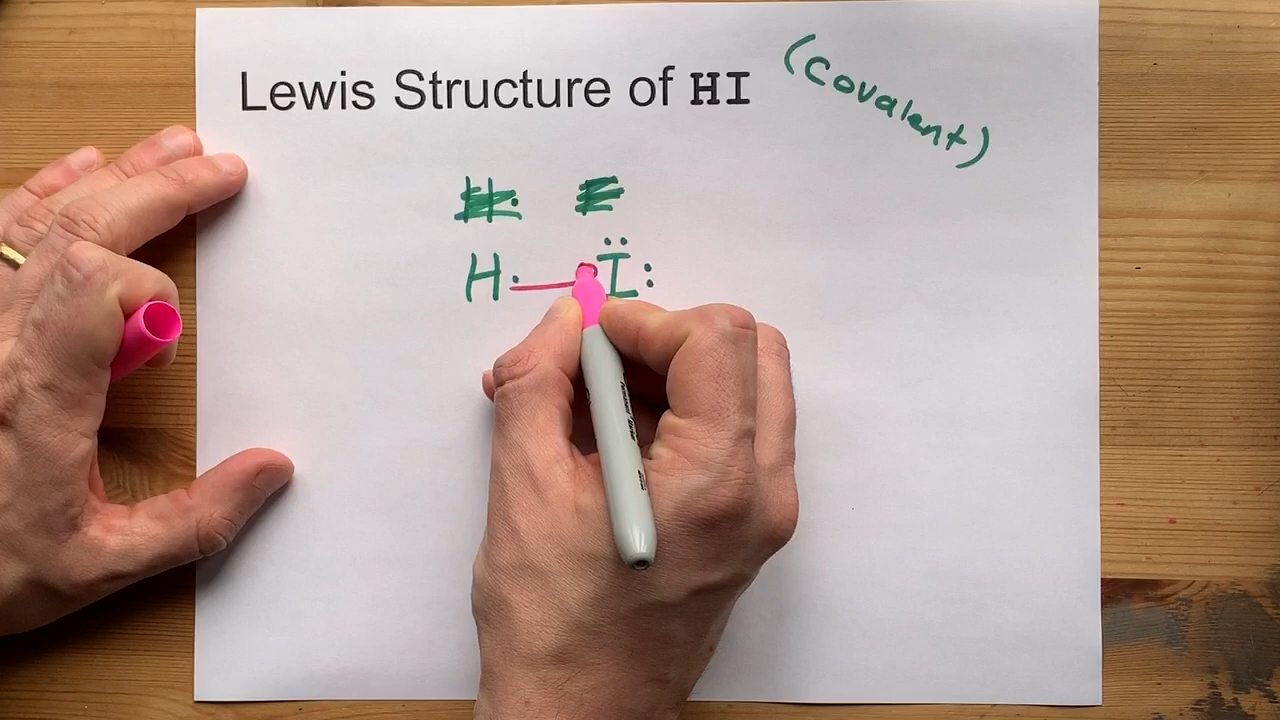 Lewis Structure of HI
(Covalent)
H· Ï: